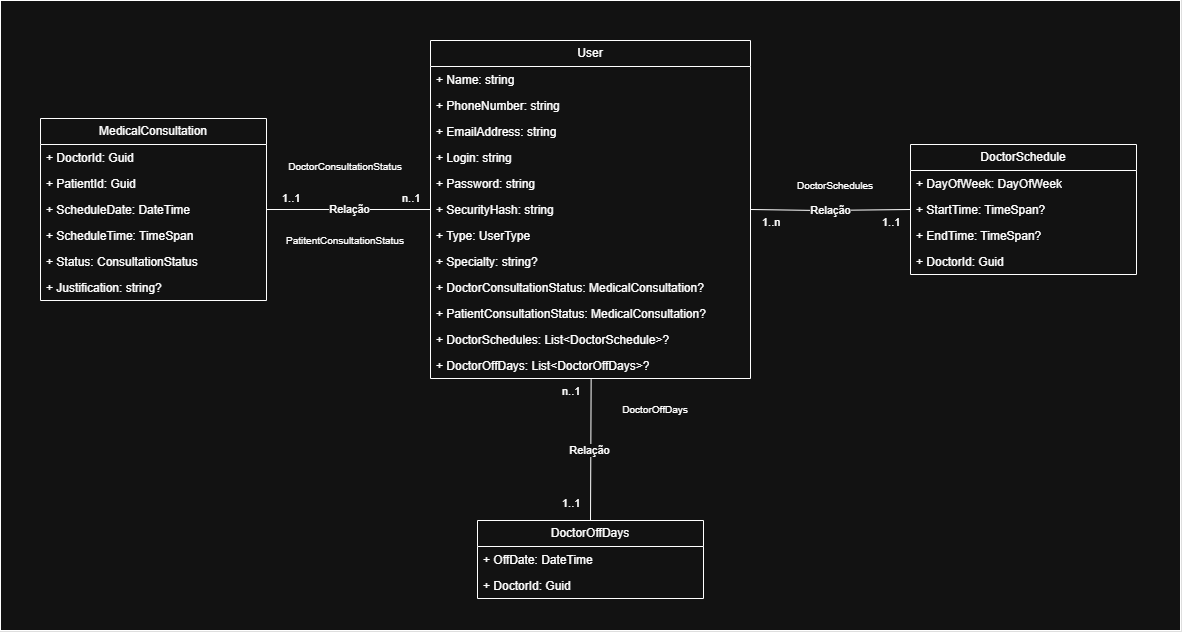 User
+ Name: string
+ PhoneNumber: string
+ EmailAddress: string
+ Login: string
+ Password: string
+ SecurityHash: string
+ Type: UserType
+ Specialty: string?
+ DoctorConsultationStatus: MedicalConsultation?
+ PatientConsultationStatus: MedicalConsultation?
+ DoctorSchedules: List<DoctorSchedule>?
+ DoctorOffDays: List<DoctorOffDays>?
MedicalConsultation
+ DoctorId: Guid
+ PatientId: Guid
+ ScheduleDate: DateTime
+ ScheduleTime: TimeSpan
+ Status: ConsultationStatus
+ Justification: string?
DoctorConsultationStatus
1..1
Relação
n..1
PatitentConsultationStatus
DoctorSchedules
1..n
Relação
1..1
DoctorSchedule
+ DayOfWeek: DayOfWeek
+ StartTime: TimeSpan?
+ EndTime: TimeSpan?
+ DoctorId: Guid
n..1
DoctorOffDays
Relação
1..1
DoctorOffDays
+ OffDate: DateTime
+ DoctorId: Guid